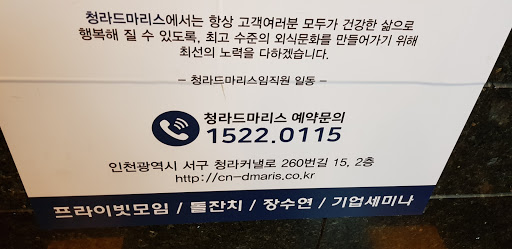 청라드마리스에서는 항상 고객여러분 모두가 건강한 삶으로
행복해 질 수 있도록, 최고 수준의 외식문화를 만들어가기 위해
최선의 노력을 다하겠습니다.
- 청라드마리스임직원 일동 -
청라드마리스 예약문의
1522.0115
인천광역시 서구 청라커낼로 260번길 15, 2층
http://cn-dmaris.co.kr
프라이빗모임 / 돌잔치 / 장수연 / 기업세미나